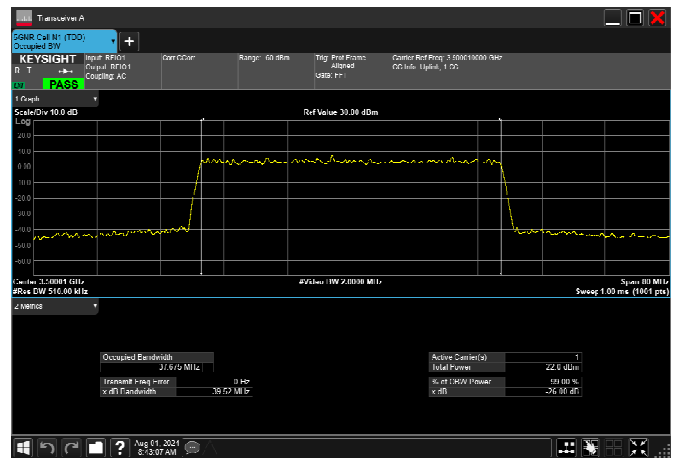 Transceiver A
5GNR Cell N1 (TDD)
Occupied BW
+
KEYSIGHT
R T
PASS
Input: RFIO1
Output: RFIO1
Coupling: AC
Corr CCorr
Range: 60 dBm
Trig: Prot Frame
Aligned
Gate: FFT
Carrier Ref Freq: 3.500010000 GHz
CC Info: Uplink, 1 CC
1 Graph
Scale/Div 10.0 dB
Ref Value 30.00 dBm
Log
20.0
10.0
0.00
-10.0
-20.0
-30.0
-40.0
-50.0
-60.0
Center 3.50001 GHz
#Video BW 2.0000 MHz
Span 80 MHz
#Res BW 510.00 kHz
Sweep 1.00 ms (1001 pts)
2 Metrics
Occupied Bandwidth
37.675 MHz
Transmit Freq Error 0 Hz
x dB Bandwidth 39.52 MHz
Active Carrier(s) 1
Total Power 22.0 dBm
% of OBW Power 99.00 %
x dB -26.00 dB
?
Aug 01, 2024
8:43:07 AM